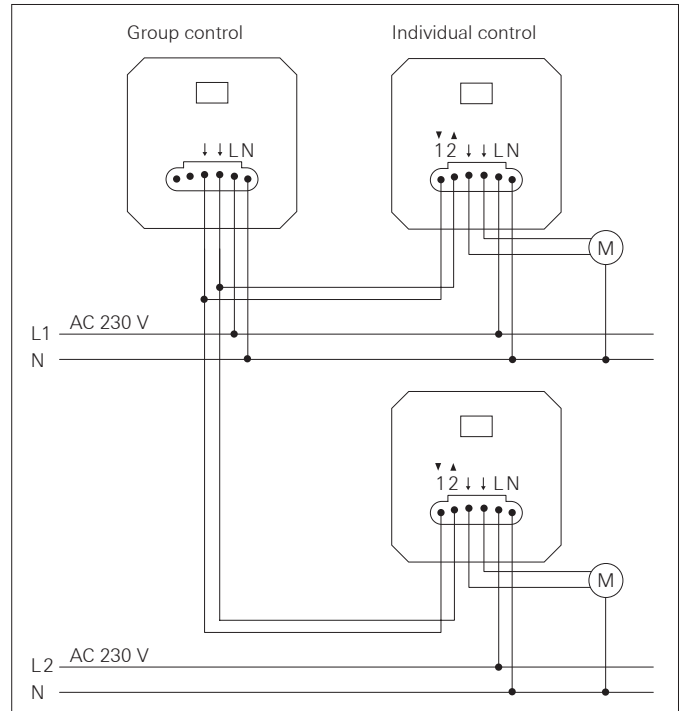 Group control Individual control
▼ ▲
↓ ↓ L N 1 2 ↓ ↓ L N
M
L1 AC 230 V
N
▼ ▲
1 2 ↓ ↓ L N
M
L2 AC 230 V
N